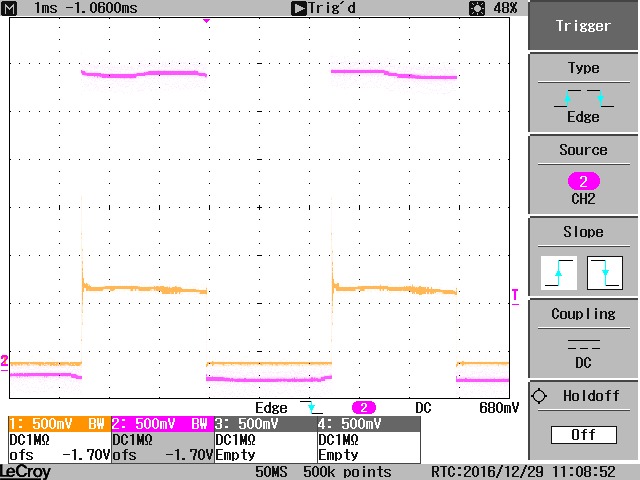 M 1ms -1.0600ms Trig'd 48%
Trigger
Type
Edge
Source
2
CH2
Slope
T
Coupling
2
DC
Holdoff
Edge 2 DC 680mV
Off
1: 500mV BW 2: 500mV BW 3: 500mV 4: 500mV
DC1MΩ DC1MΩ DC1MΩ DC1MΩ
ofs -1.70V ofs -1.70V Empty Empty
LeCroy 50MS 500k points RTC:2016/12/29 11:08:52